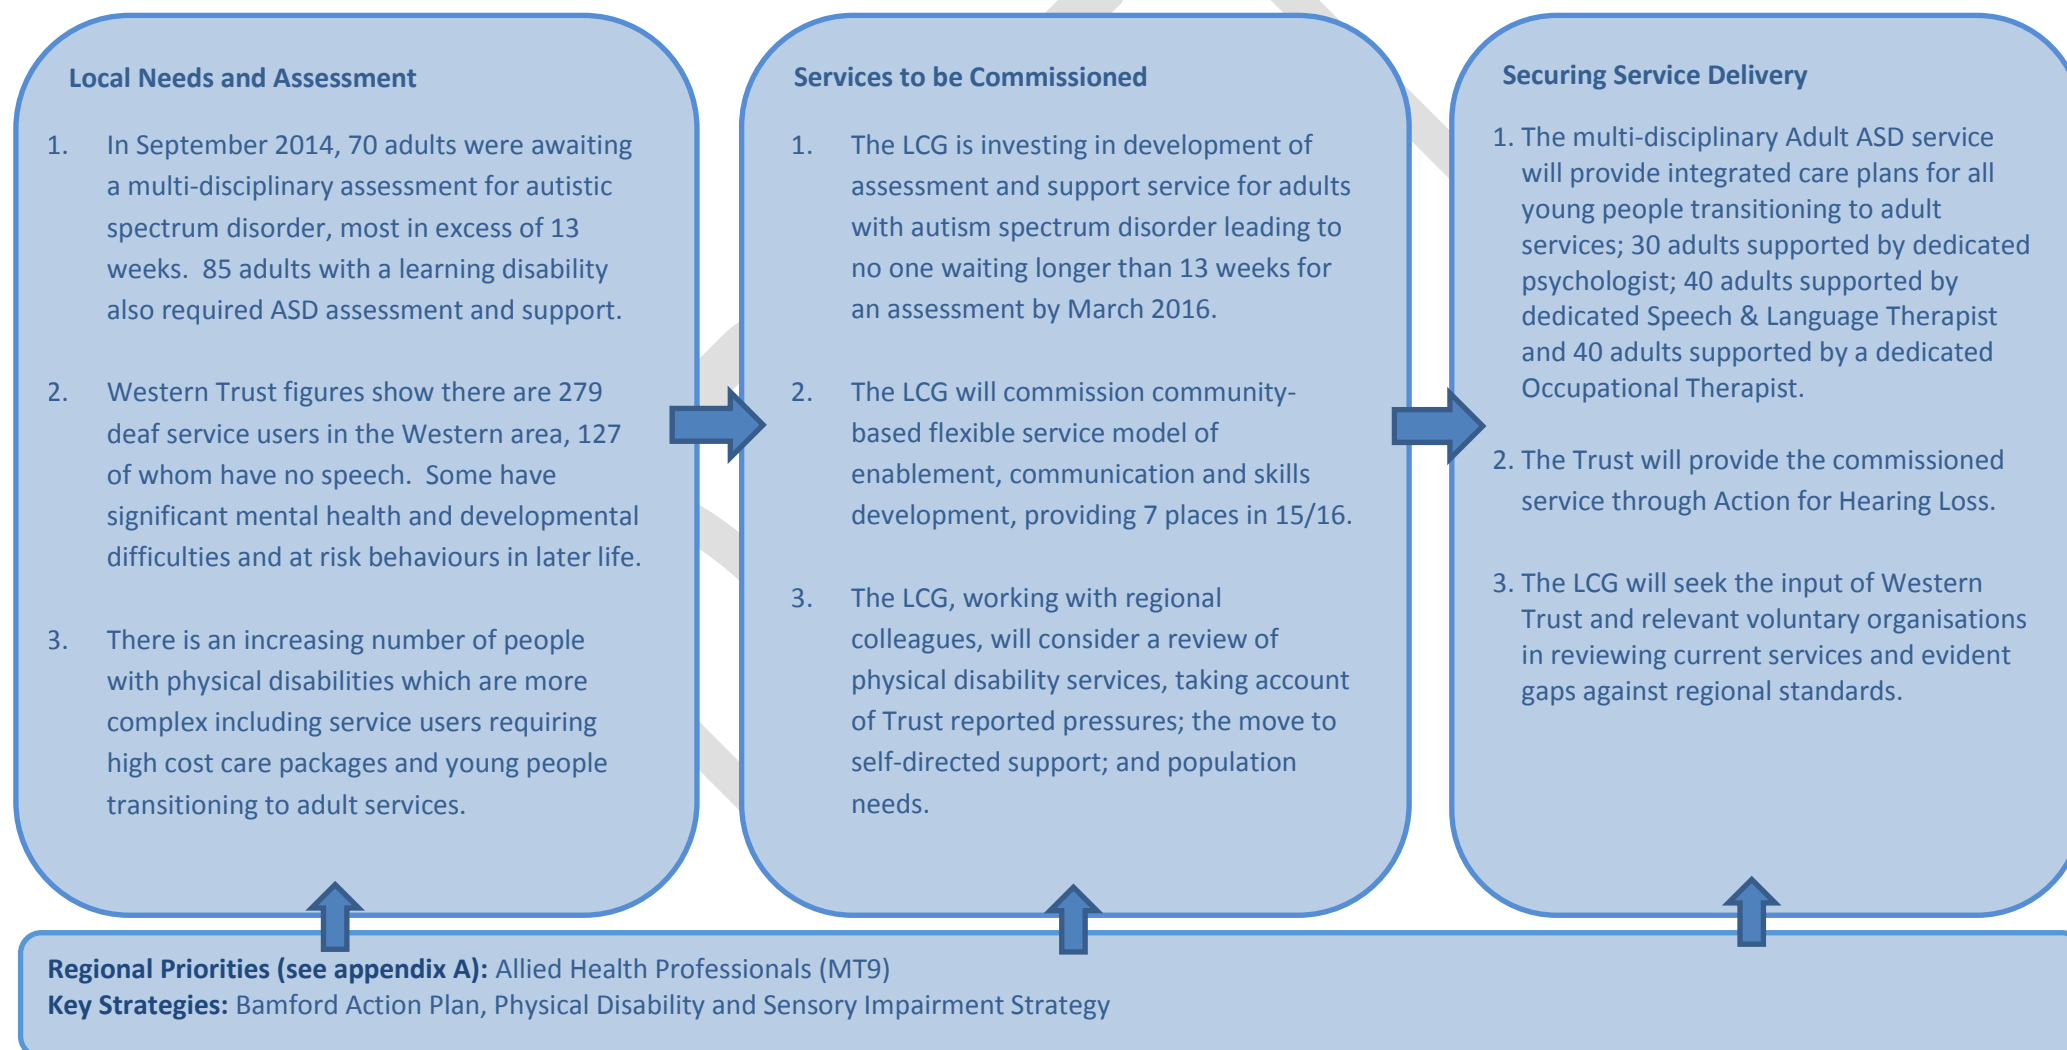 Local Needs and Assessment
1. In September 2014, 70 adults were awaiting
a multi-disciplinary assessment for autistic
spectrum disorder, most in excess of 13
weeks. 85 adults with a learning disability
also required ASD assessment and support.
2. Western Trust figures show there are 279
deaf service users in the Western area, 127
of whom have no speech. Some have
significant mental health and developmental
difficulties and at risk behaviours in later life.
3. There is an increasing number of people
with physical disabilities which are more
complex including service users requiring
high cost care packages and young people
transitioning to adult services.
Services to be Commissioned
1. The LCG is investing in development of
assessment and support service for adults
with autism spectrum disorder leading to
no one waiting longer than 13 weeks for
an assessment by March 2016.
2. The LCG will commission community-
based flexible service model of
enablement, communication and skills
development, providing 7 places in 15/16.
3. The LCG, working with regional
colleagues, will consider a review of
physical disability services, taking account
of Trust reported pressures; the move to
self-directed support; and population
needs.
Securing Service Delivery
1. The multi-disciplinary Adult ASD service
will provide integrated care plans for all
young people transitioning to adult
services; 30 adults supported by dedicated
psychologist; 40 adults supported by
dedicated Speech & Language Therapist
and 40 adults supported by a dedicated
Occupational Therapist.
2. The Trust will provide the commissioned
service through Action for Hearing Loss.
3. The LCG will seek the input of Western
Trust and relevant voluntary organisations
in reviewing current services and evident
gaps against regional standards.
Regional Priorities (see appendix A): Allied Health Professionals (MT9)
Key Strategies: Bamford Action Plan, Physical Disability and Sensory Impairment Strategy